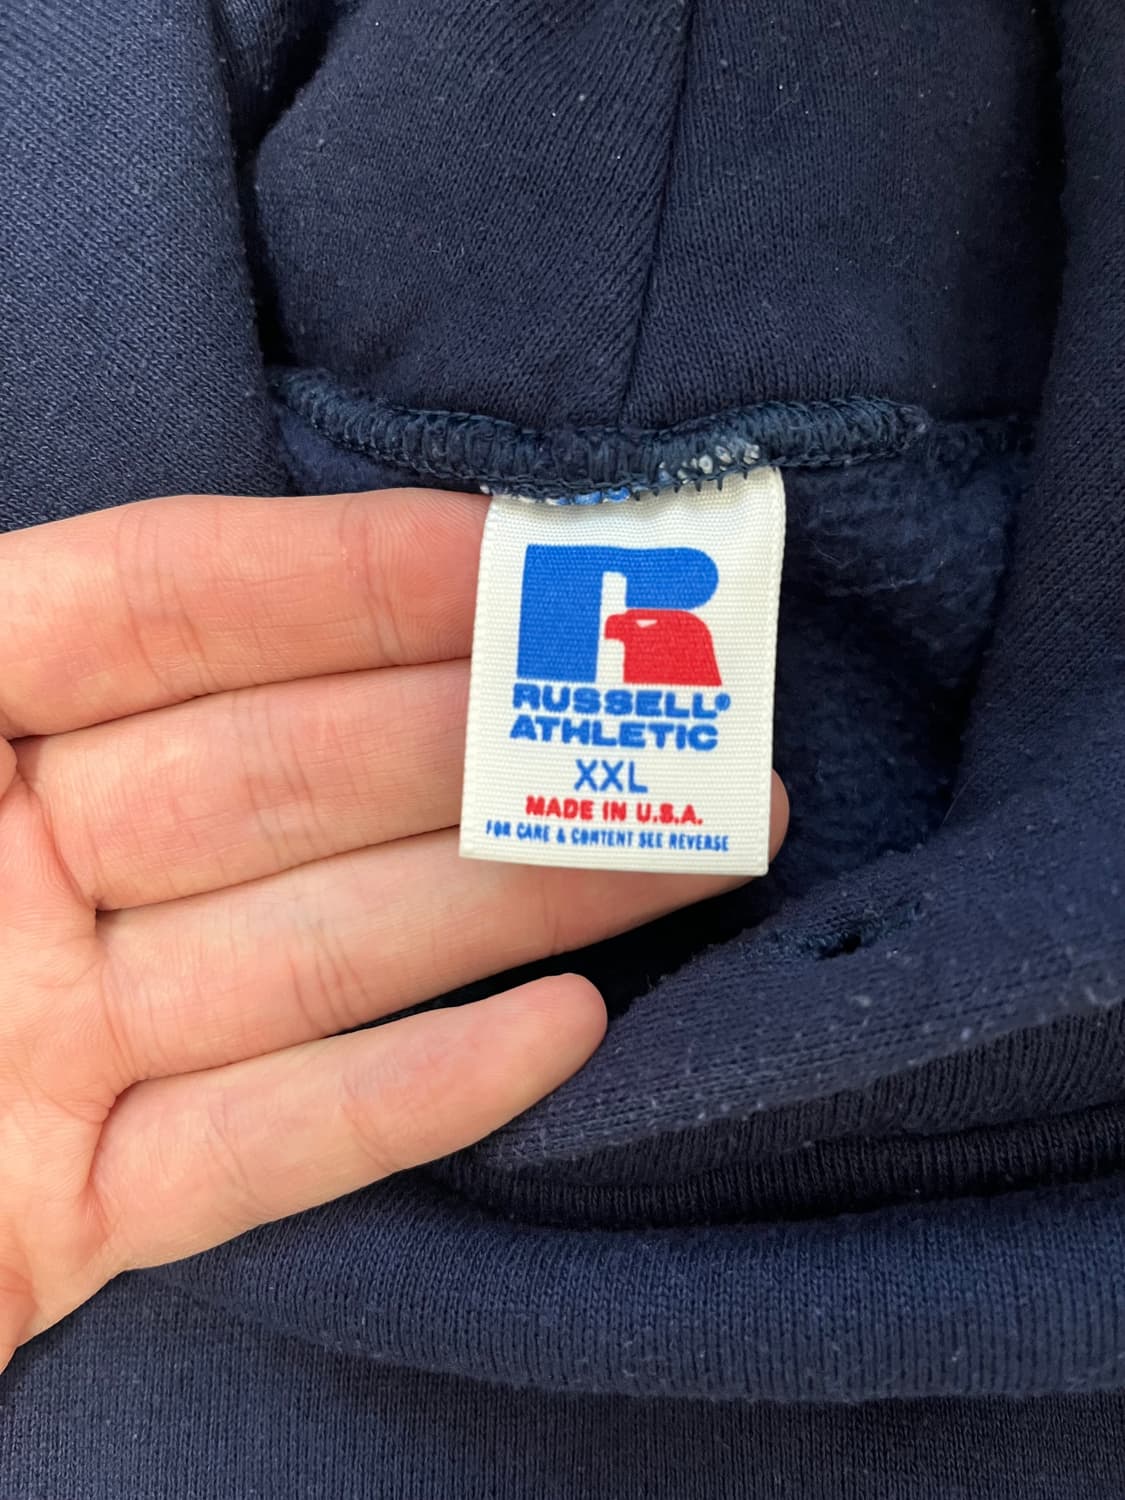 RUSSELL®
ATHLETIC
XXL
MADE IN U.S.A.
FOR CARE & CONTENT SEE REVERSE